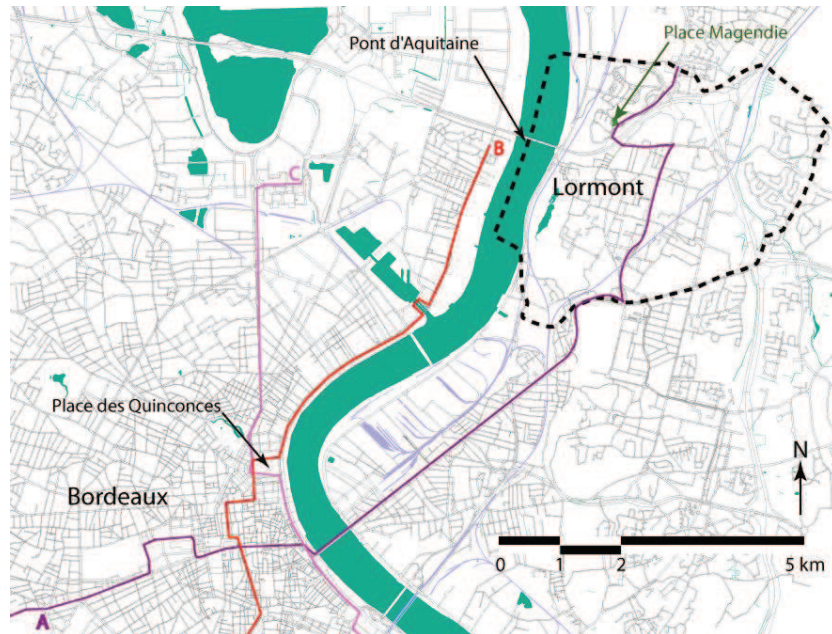 Place Magendie
Pont d'Aquitaine
B
C
Lormont
Place des Quinconces
N
Bordeaux
0 1 2 5 km
A